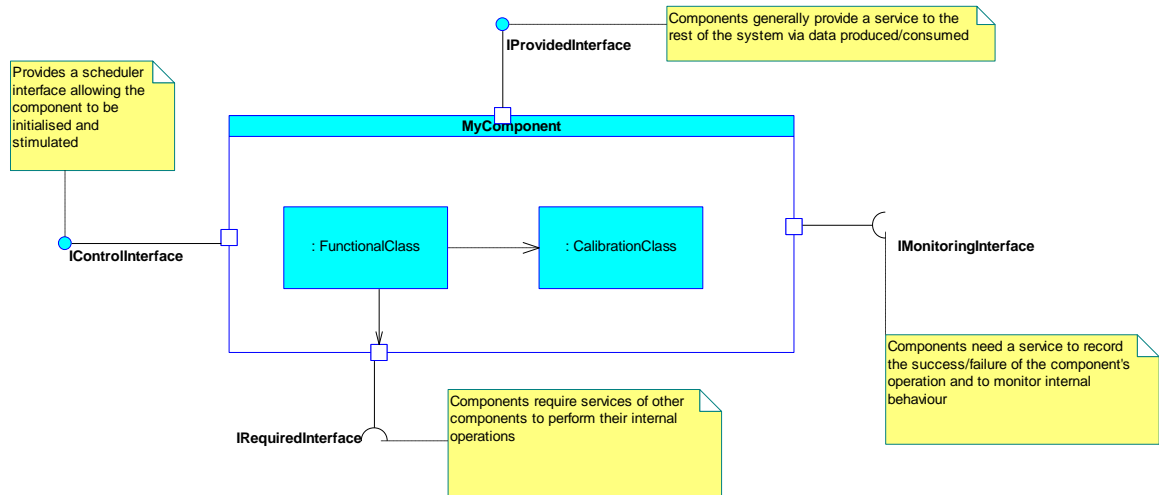 Components generally provide a service to the
rest of the system via data produced/consumed
IProvidedInterface
Provides a scheduler
interface allowing the
component to be
initialised and
stimulated
MyComponent
: FunctionalClass
: CalibrationClass
IControlInterface
IMonitoringInterface
Components need a service to record
the success/failure of the component's
operation and to monitor internal
behaviour
Components require services of other
components to perform their internal
operations
IRequiredInterface